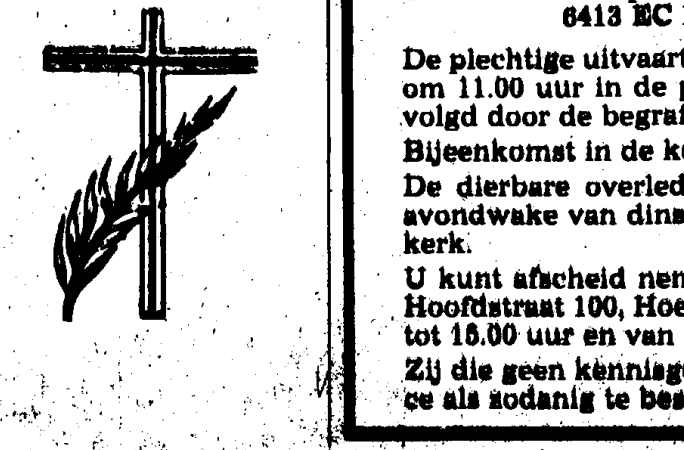 6413 EC
De plechtige uitvaart
om 11.00 uur in de
volgd door de begraf
Bijeenkomst in de k
De dierbare overled
avondwake van dins
kerk.
U kunt afscheid nem
Hoofdstraat 100, Hoe
tot 18.00 uur en van
Zij die geen kennisg
ce als zodanig te bes